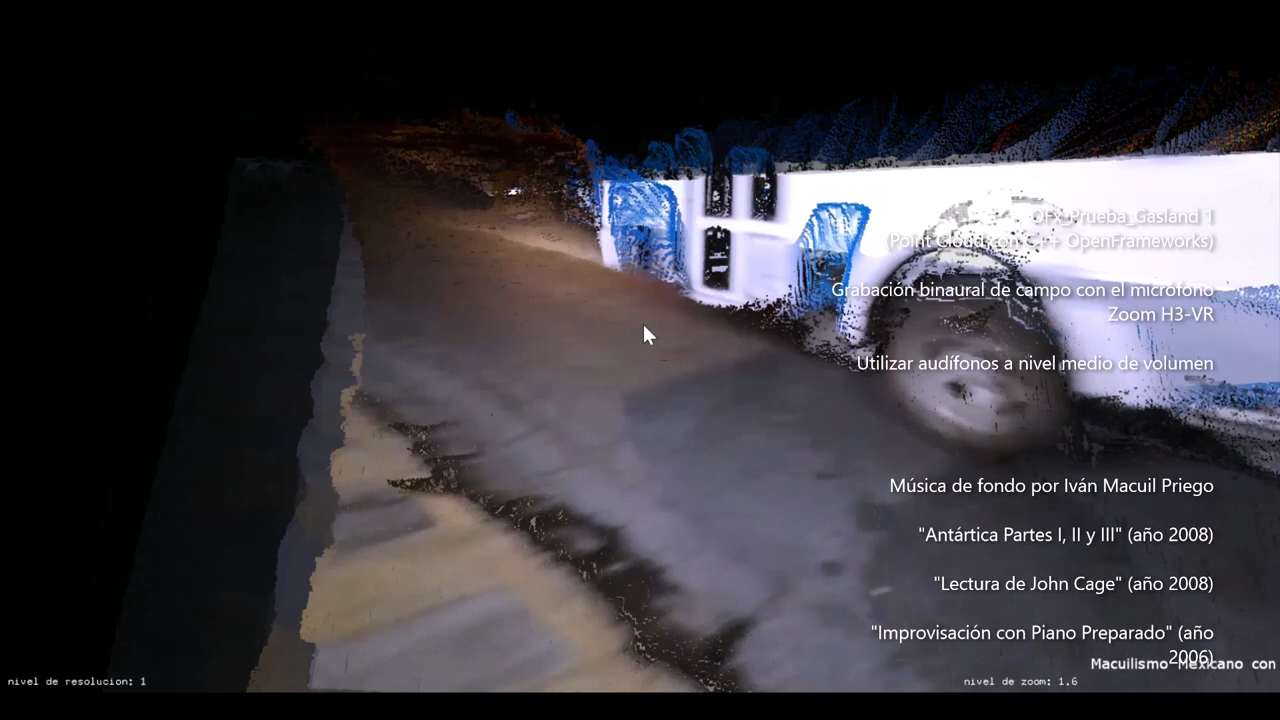 OFX_Prueba_Gasland 1
(Point Cloud con C++ OpenFrameworks)
Grabación binaural de campo con el micrófono
Zoom H3-VR
Utilizar audífonos a nivel medio de volumen
Música de fondo por Iván Macuil Priego
"Antártica Partes I, II y III" (año 2008)
"Lectura de John Cage" (año 2008)
"Improvisación con Piano Preparado" (año
2006)
Macuilismo Mexicano con
nivel de resolucion: 1
nivel de zoom: 1.6